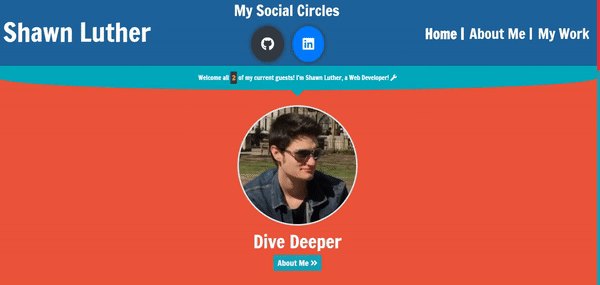 Shawn Luther
My Social Circles
Home | About Me | My Work
Welcome all 2 of my current guests! I'm Shawn Luther, a Web Developer!
Dive Deeper
About Me